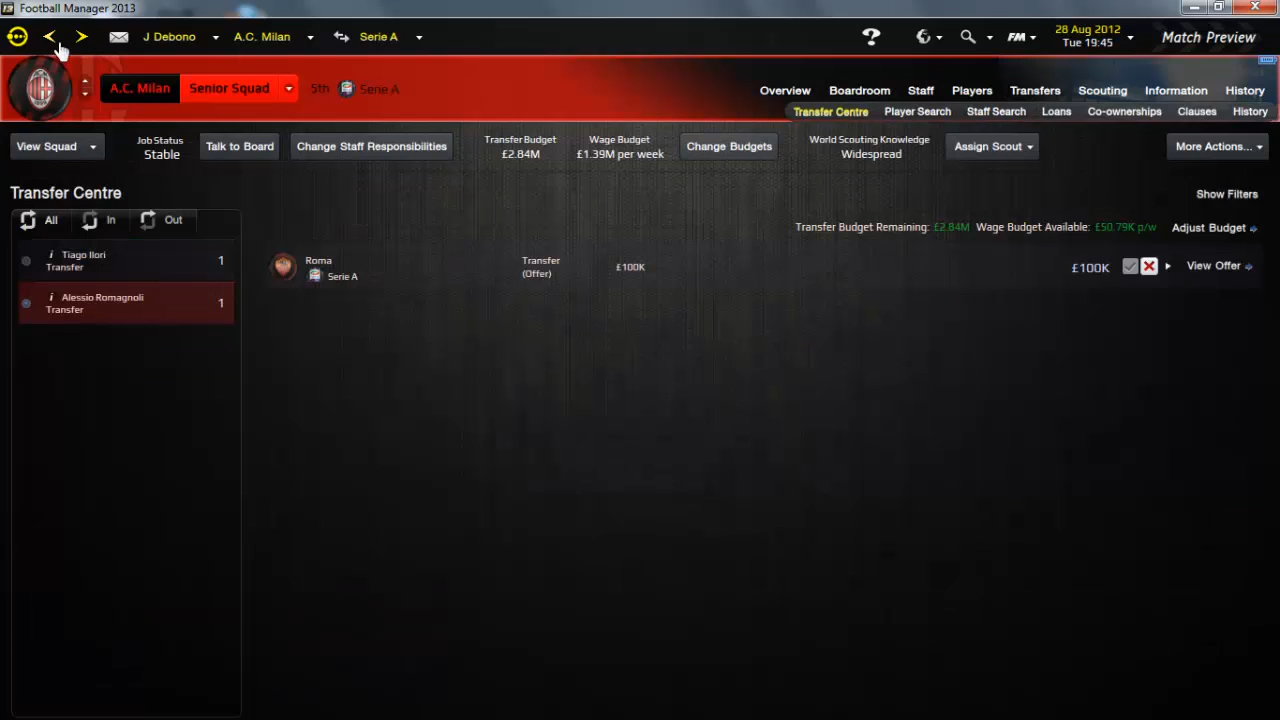 Football Manager 2013
J Debono
A.C. Milan
Serie A
FM
28 Aug 2012
Tue 19:45
Match Preview
A.C. Milan
Senior Squad
5th
Serie A
Overview
Boardroom
Staff
Players
Transfers
Scouting
Information
History
Transfer Centre
Player Search
Staff Search
Loans
Co-ownerships
Clauses
History
View Squad
Job Status
Stable
Talk to Board
Change Staff Responsibilities
Transfer Budget
£2.84M
Wage Budget
£1.39M per week
Change Budgets
World Scouting Knowledge
Widespread
Assign Scout
More Actions...
Transfer Centre
Show Filters
All
In
Out
Transfer Budget Remaining: £2.84M Wage Budget Available: £50.79K p/w
Adjust Budget
i Tiago Ilori
Transfer
1
i Alessio Romagnoli
Transfer
1
Roma
Serie A
Transfer
(Offer)
£100K
£100K
View Offer